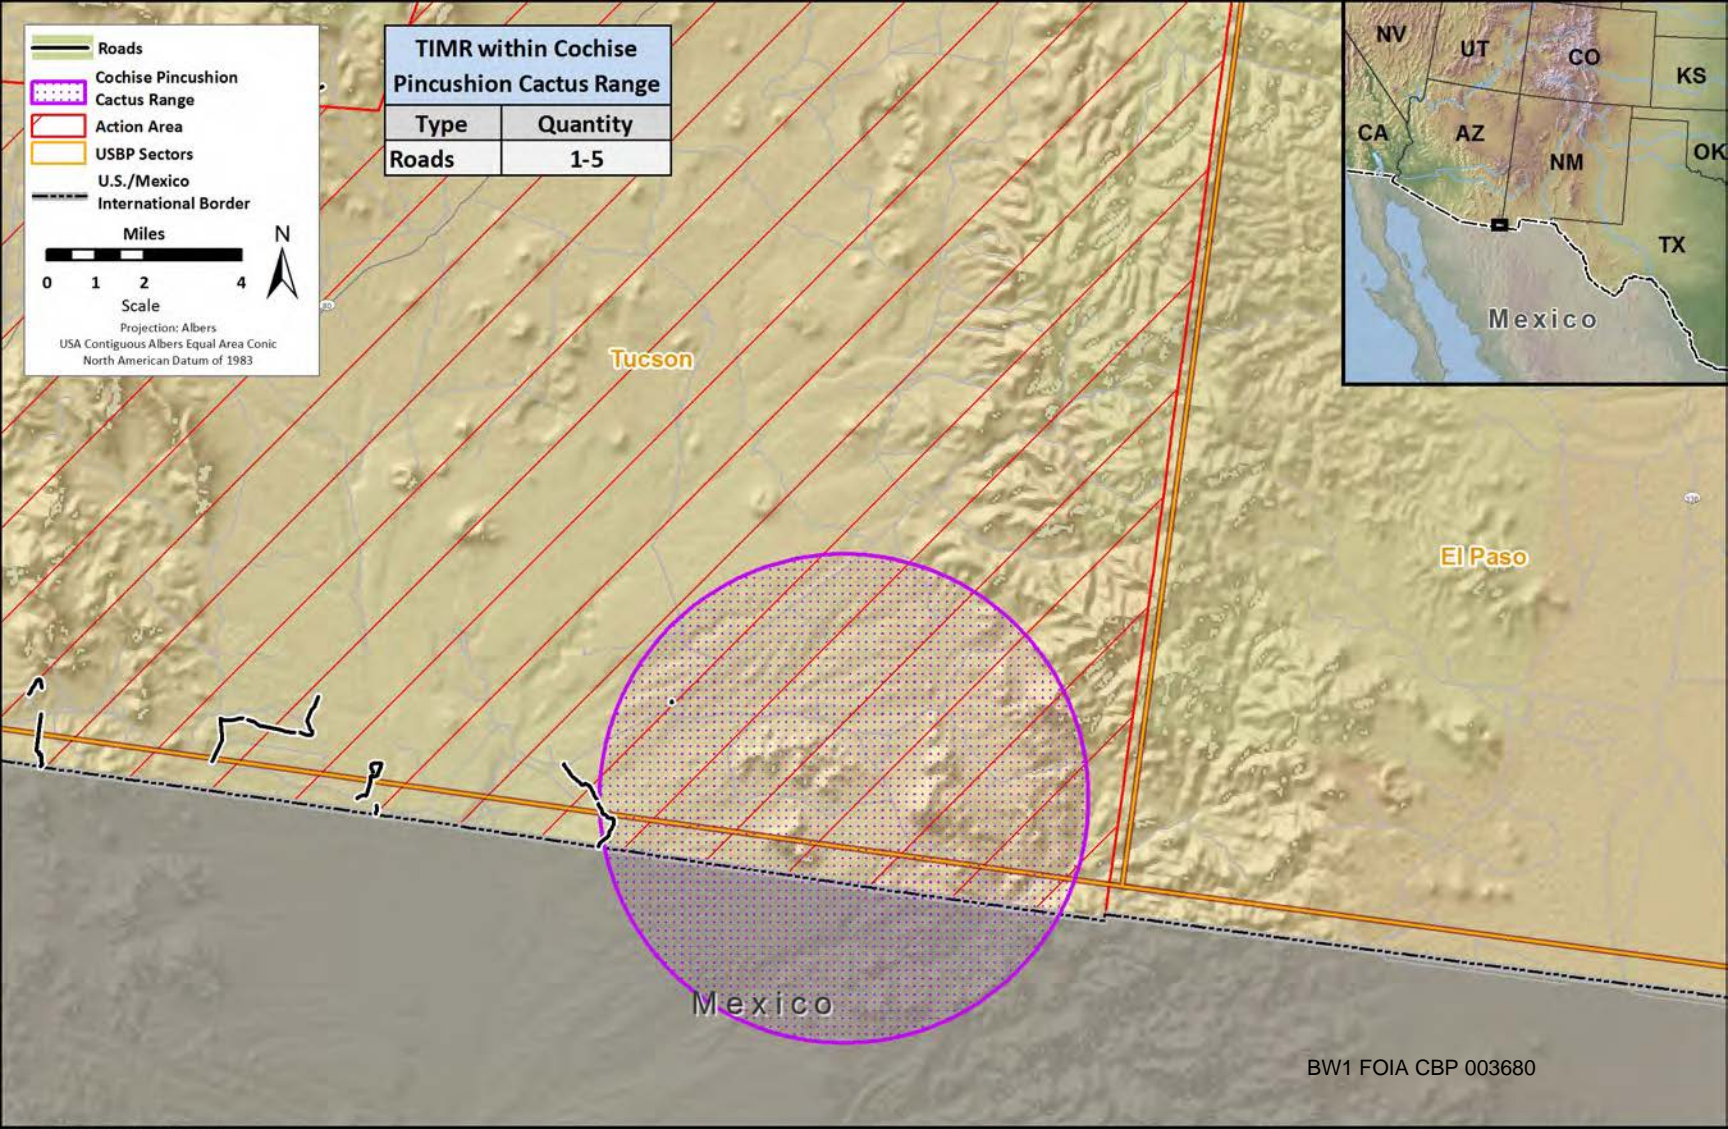 Roads
Cochise Pincushion
Cactus Range
Action Area
USBP Sectors
U.S./Mexico
International Border
Miles
N
0 1 2 4
Scale
Projection: Albers
USA Contiguous Albers Equal Area Conic
North American Datum of 1983
TIMR within Cochise
Pincushion Cactus Range
Type Quantity
Roads 1-5
NV
UT
CO
KS
CA
AZ
NM
OK
TX
Mexico
80
Tucson
El Paso
Mexico
BW1 FOIA CBP 003680